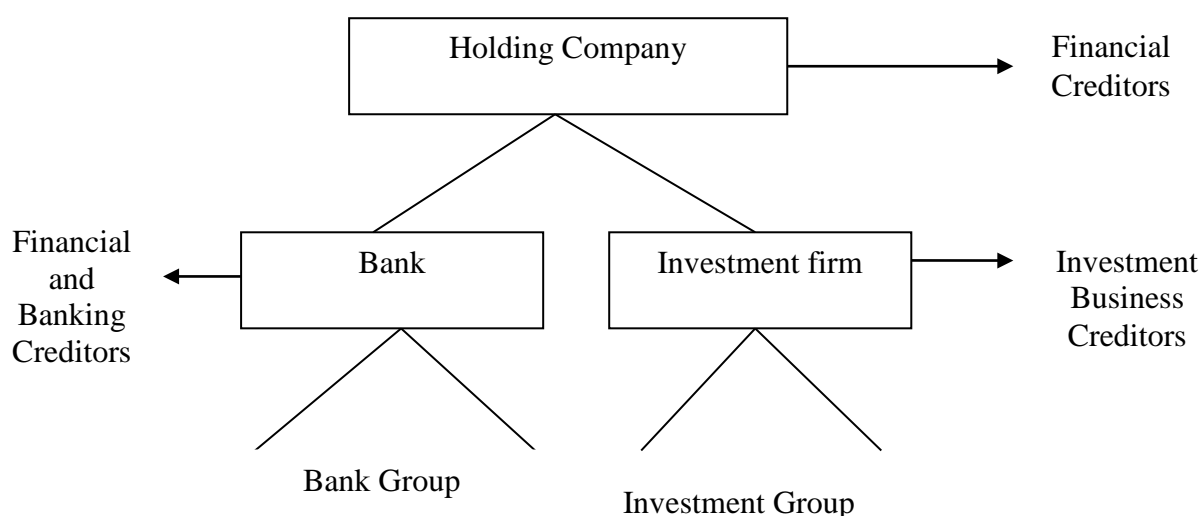 Holding Company
Financial
Creditors
Financial
and
Banking
Creditors
Bank
Investment firm
Investment
Business
Creditors
Bank Group
Investment Group